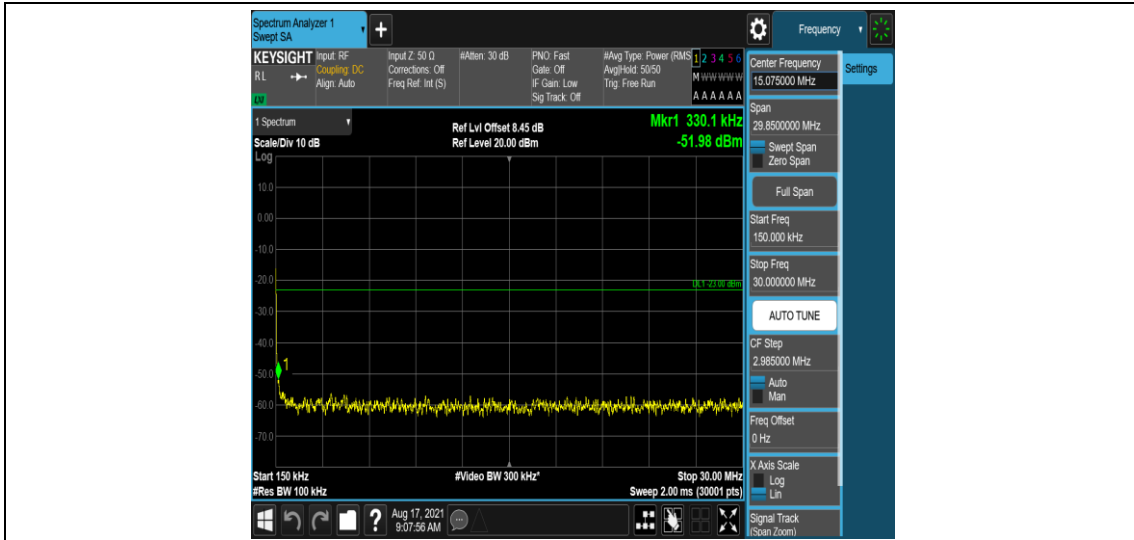 Spectrum Analyzer 1
Swept SA
Frequency
KEYSIGHT
R L
Input: RF
Coupling: DC
Align: Auto
Input Z: 50 Ω
Corrections: Off
Freq Ref: Int (S)
#Atten: 30 dB
PNO: Fast
Gate: Off
IF Gain: Low
Sig Track: Off
#Avg Type: Power (RMS
Avg|Hold: 50/50
Trig: Free Run
1 2 3 4 5 6
M W W W W W
A A A A A A
Center Frequency
15.075000 MHz
Settings
Span
29.8500000 MHz
Swept Span
Zero Span
Full Span
Start Freq
150.000 kHz
Stop Freq
30.000000 MHz
AUTO TUNE
CF Step
2.985000 MHz
Auto
Man
Freq Offset
0 Hz
X Axis Scale
Log
Lin
Signal Track
(Span Zoom)
1 Spectrum
Scale/Div 10 dB
Log
Ref Lvl Offset 8.45 dB
Ref Level 20.00 dBm
Mkr1 330.1 kHz
-51.98 dBm
10.0
0.00
-10.0
-20.0
DL1 -23.00 dBm
-30.0
-40.0
1
-50.0
-60.0
-70.0
Start 150 kHz
#Video BW 300 kHz*
Stop 30.00 MHz
#Res BW 100 kHz
Sweep 2.00 ms (30001 pts)
?
Aug 17, 2021
9:07:56 AM